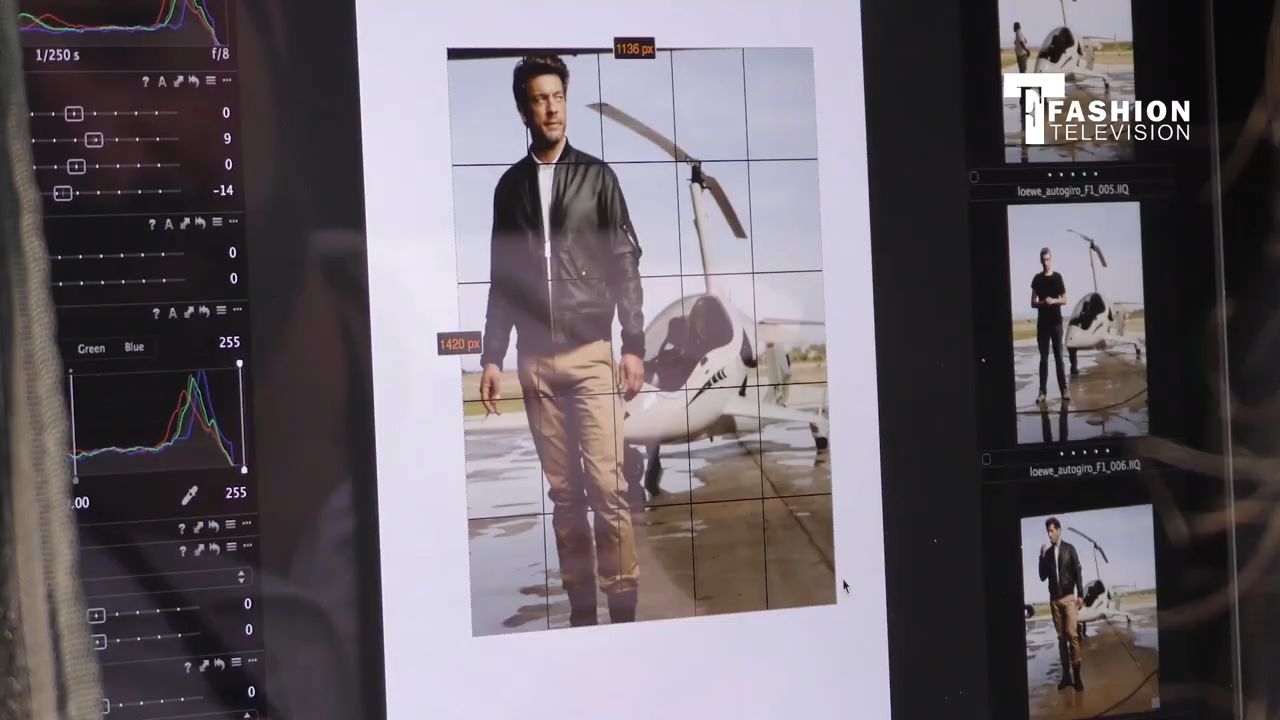 1/250 s
f/8
? A
0
9
0
-14
? A
0
0
? A
Green
Blue
255
,00
255
?
?
0
0
?
0
1136 px
1420 px
FASHION
TELEVISION
loewe_autogiro_F1_005.IIQ
loewe_autogiro_F1_006.IIQ